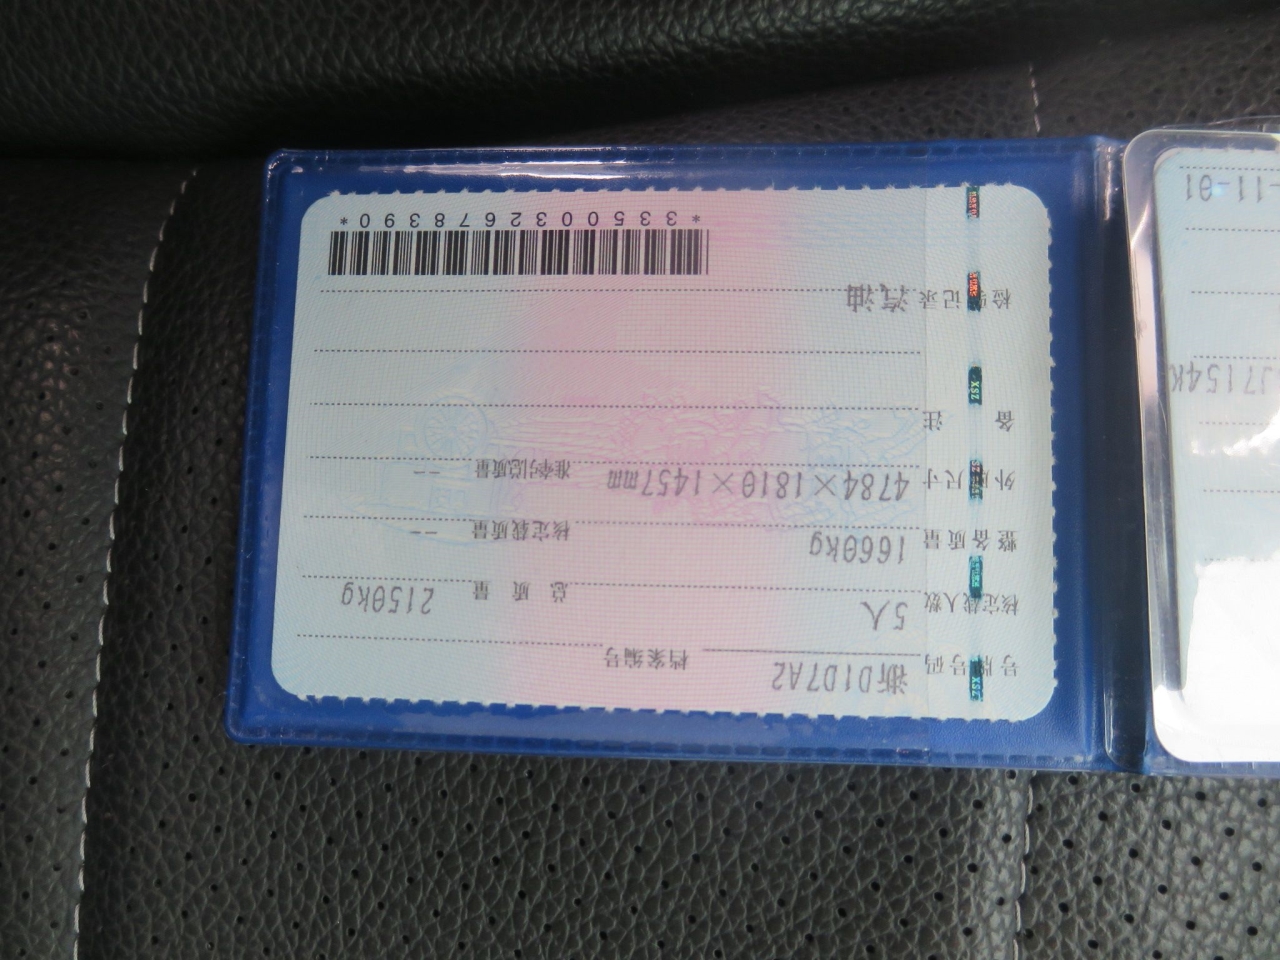 号牌号码 浙D1D7A2 档案编号
核定载人数 5人 总质量 2150kg
整备质量 1660kg 核定载质量 --
外廓尺寸 4784×1810×1457mm 准牵总质量 --
备注
检验记录 汽油
*3350032678390*
XSZ
-11-01
J7154K